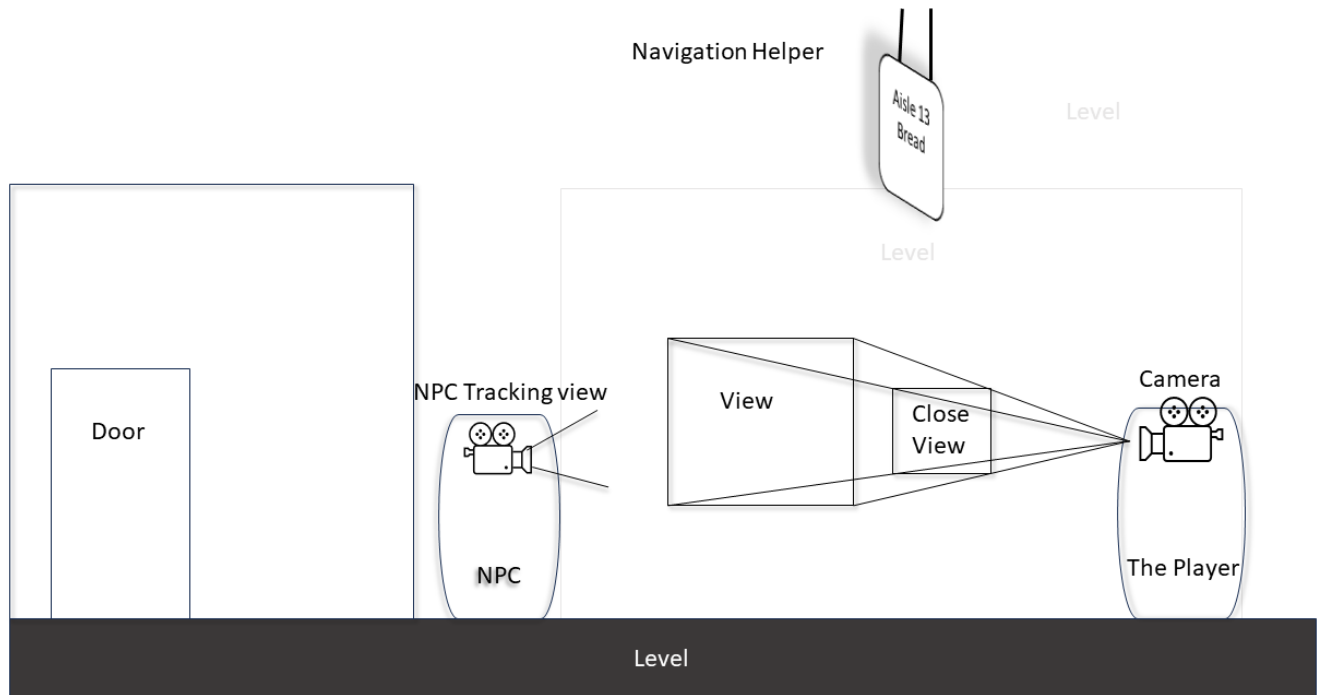 Navigation Helper
Aisle 13
Bread
Level
Level
NPC Tracking view
Camera
Door
View
Close
View
NPC
The Player
Level